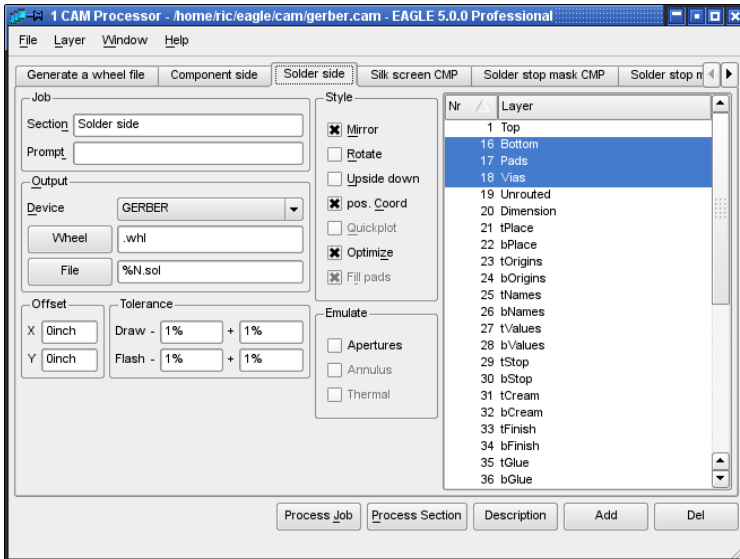 1 CAM Processor - /home/ric/eagle/cam/gerber.cam - EAGLE 5.0.0 Professional
File Layer Window Help
Generate a wheel file Component side Solder side Silk screen CMP Solder stop mask CMP Solder stop
Job
Section Solder side
Prompt
Output
Device GERBER
Wheel .whl
File %N.sol
Offset
X 0inch
Y 0inch
Tolerance
Draw - 1% + 1%
Flash - 1% + 1%
Style
Mirror
Rotate
Upside down
pos. Coord
Quickplot
Optimize
Fill pads
Emulate
Apertures
Annulus
Thermal
Nr Layer
1 Top
16 Bottom
17 Pads
18 Vias
19 Unrouted
20 Dimension
21 tPlace
22 bPlace
23 tOrigins
24 bOrigins
25 tNames
26 bNames
27 tValues
28 bValues
29 tStop
30 bStop
31 tCream
32 bCream
33 tFinish
34 bFinish
35 tGlue
36 bGlue
Process Job Process Section Description Add Del